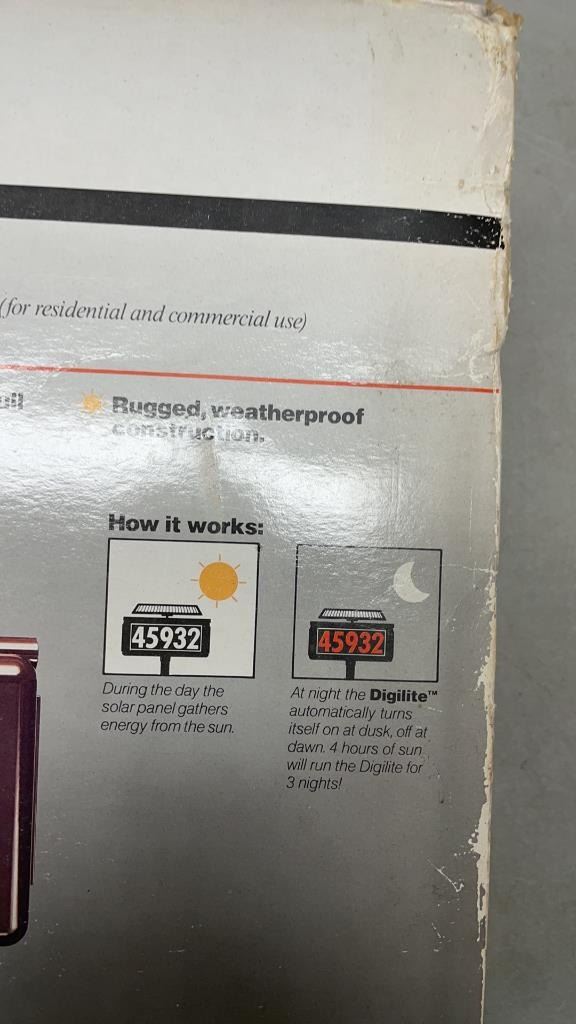 (for residential and commercial use)
Rugged, weatherproof
construction.
How it works:
45932
45932
During the day the
solar panel gathers
energy from the sun.
At night the Digilite™
automatically turns
itself on at dusk, off at
dawn. 4 hours of sun
will run the Digilite for
3 nights!